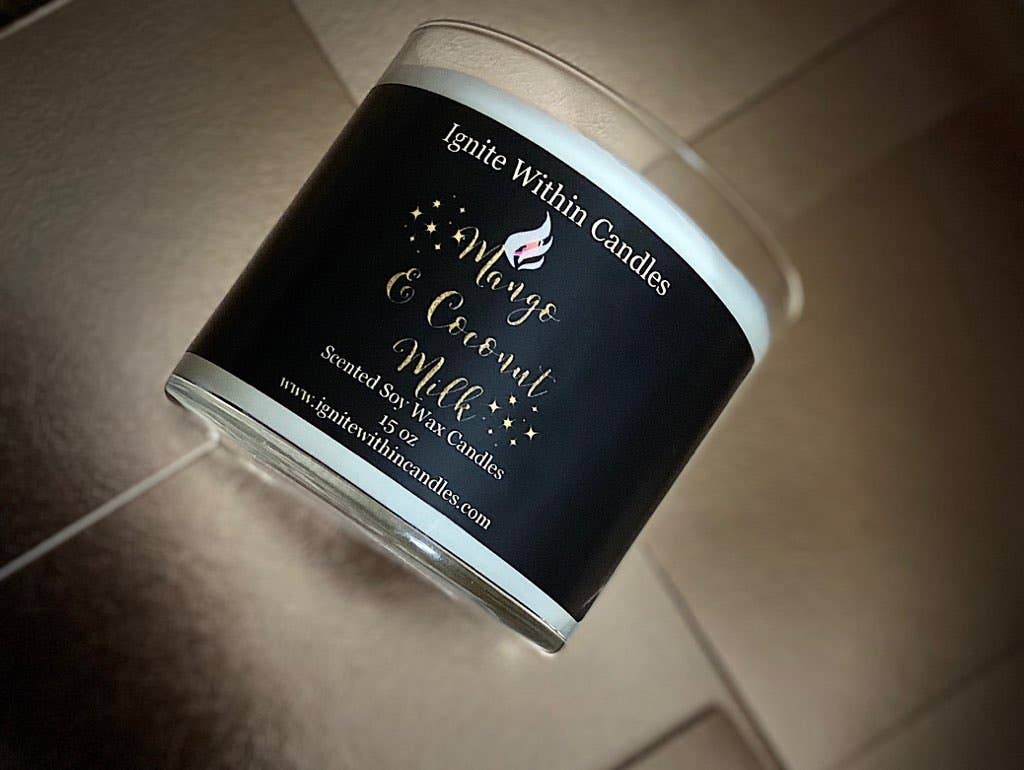 Ignite Within Candles
Mango
& Coconut
Milk
Scented Soy Wax Candles
15 oz
www.ignitewithincandles.com